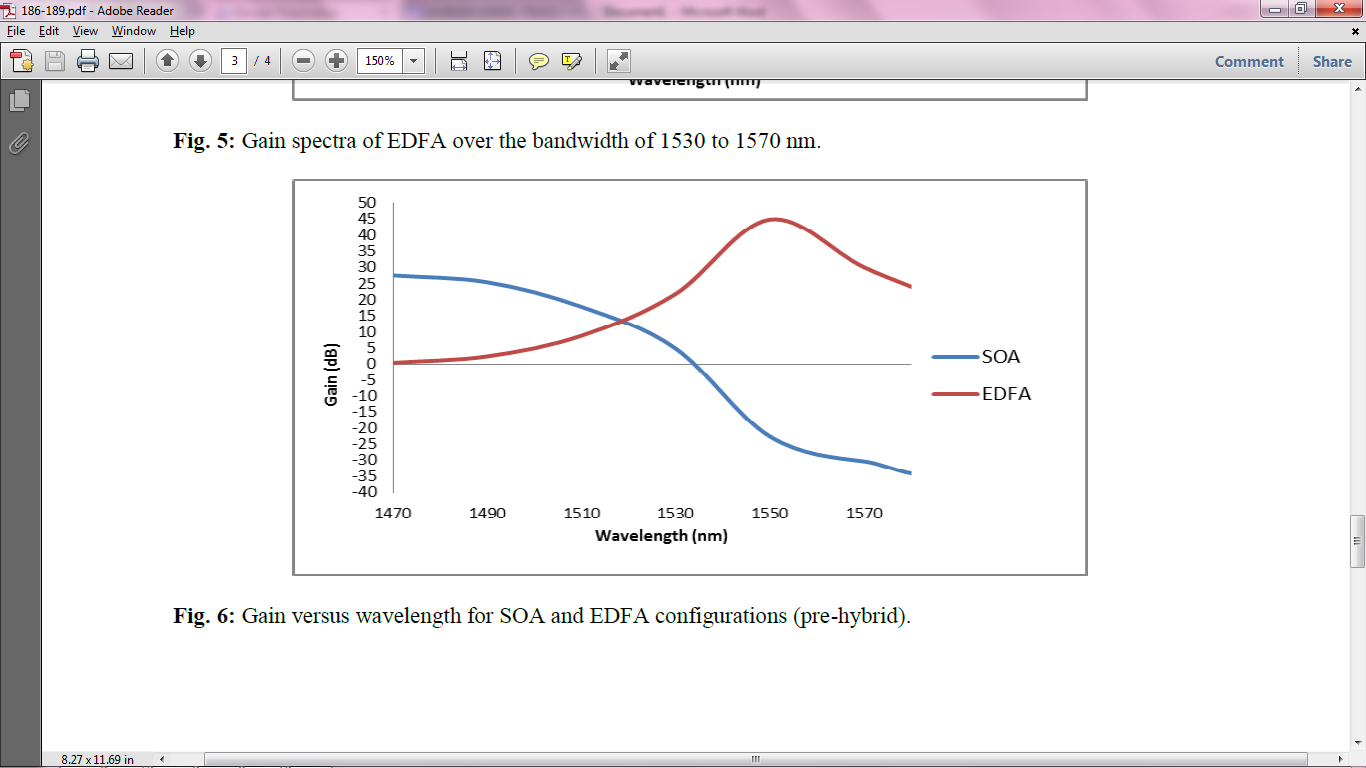 186-189.pdf - Adobe Reader
File Edit View Window Help
3 / 4 150% Comment Share
Wavelength (nm)
Fig. 5: Gain spectra of EDFA over the bandwidth of 1530 to 1570 nm.
50
45
40
35
30
25
20
15
10
5
0
-5
-10
-15
-20
-25
-30
-35
-40
Gain (dB)
SOA
EDFA
1470 1490 1510 1530 1550 1570
Wavelength (nm)
Fig. 6: Gain versus wavelength for SOA and EDFA configurations (pre-hybrid).
8.27 x 11.69 in